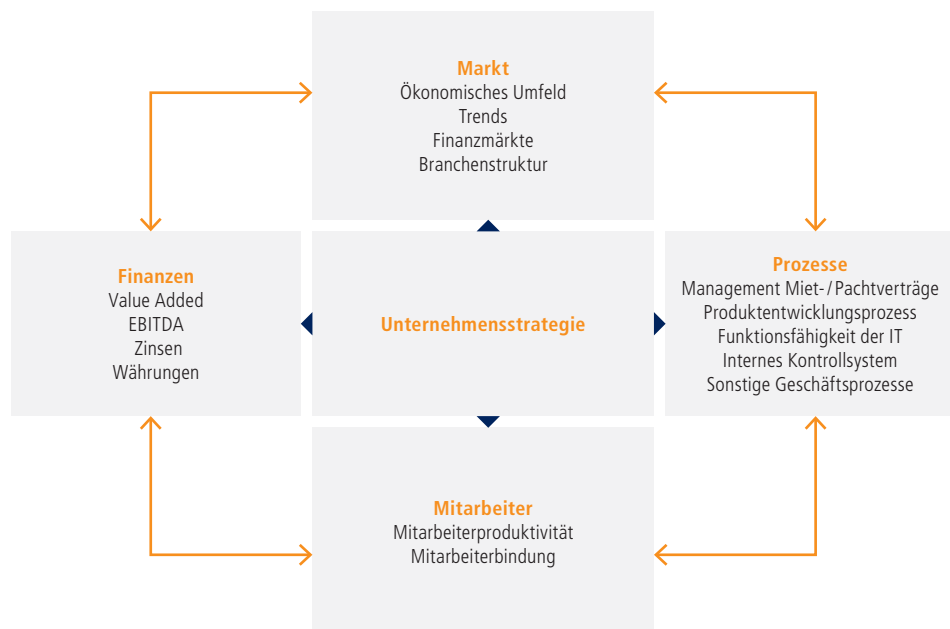 Markt
Ökonomisches Umfeld
Trends
Finanzmärkte
Branchenstruktur
Finanzen
Value Added
EBITDA
Zinsen
Währungen
Unternehmensstrategie
Prozesse
Management Miet-/Pachtverträge
Produktentwicklungsprozess
Funktionsfähigkeit der IT
Internes Kontrollsystem
Sonstige Geschäftsprozesse
Mitarbeiter
Mitarbeiterproduktivität
Mitarbeiterbindung